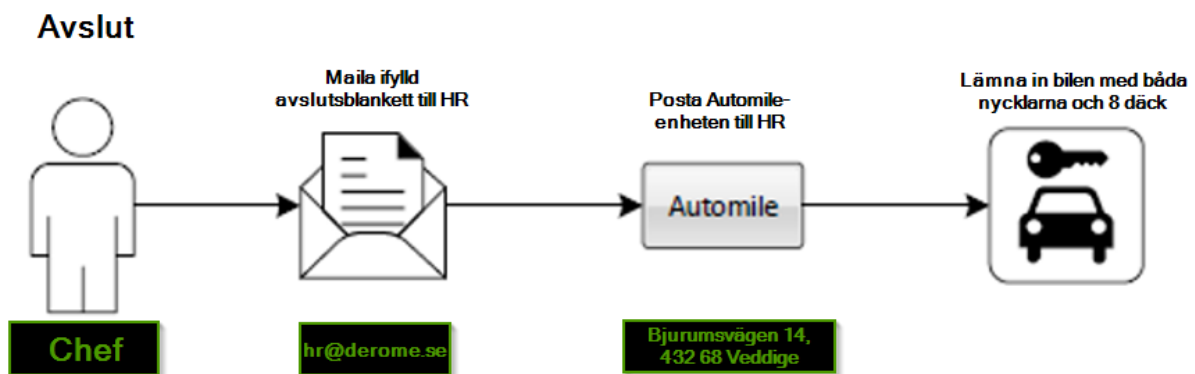 Avslut
Maila ifylld
avslutsblankett till HR
Posta Automile-
enheten till HR
Lämna in bilen med båda
nycklarna och 8 däck
Automile
Chef
hr@derome.se
Bjurumsvägen 14,
432 68 Veddige